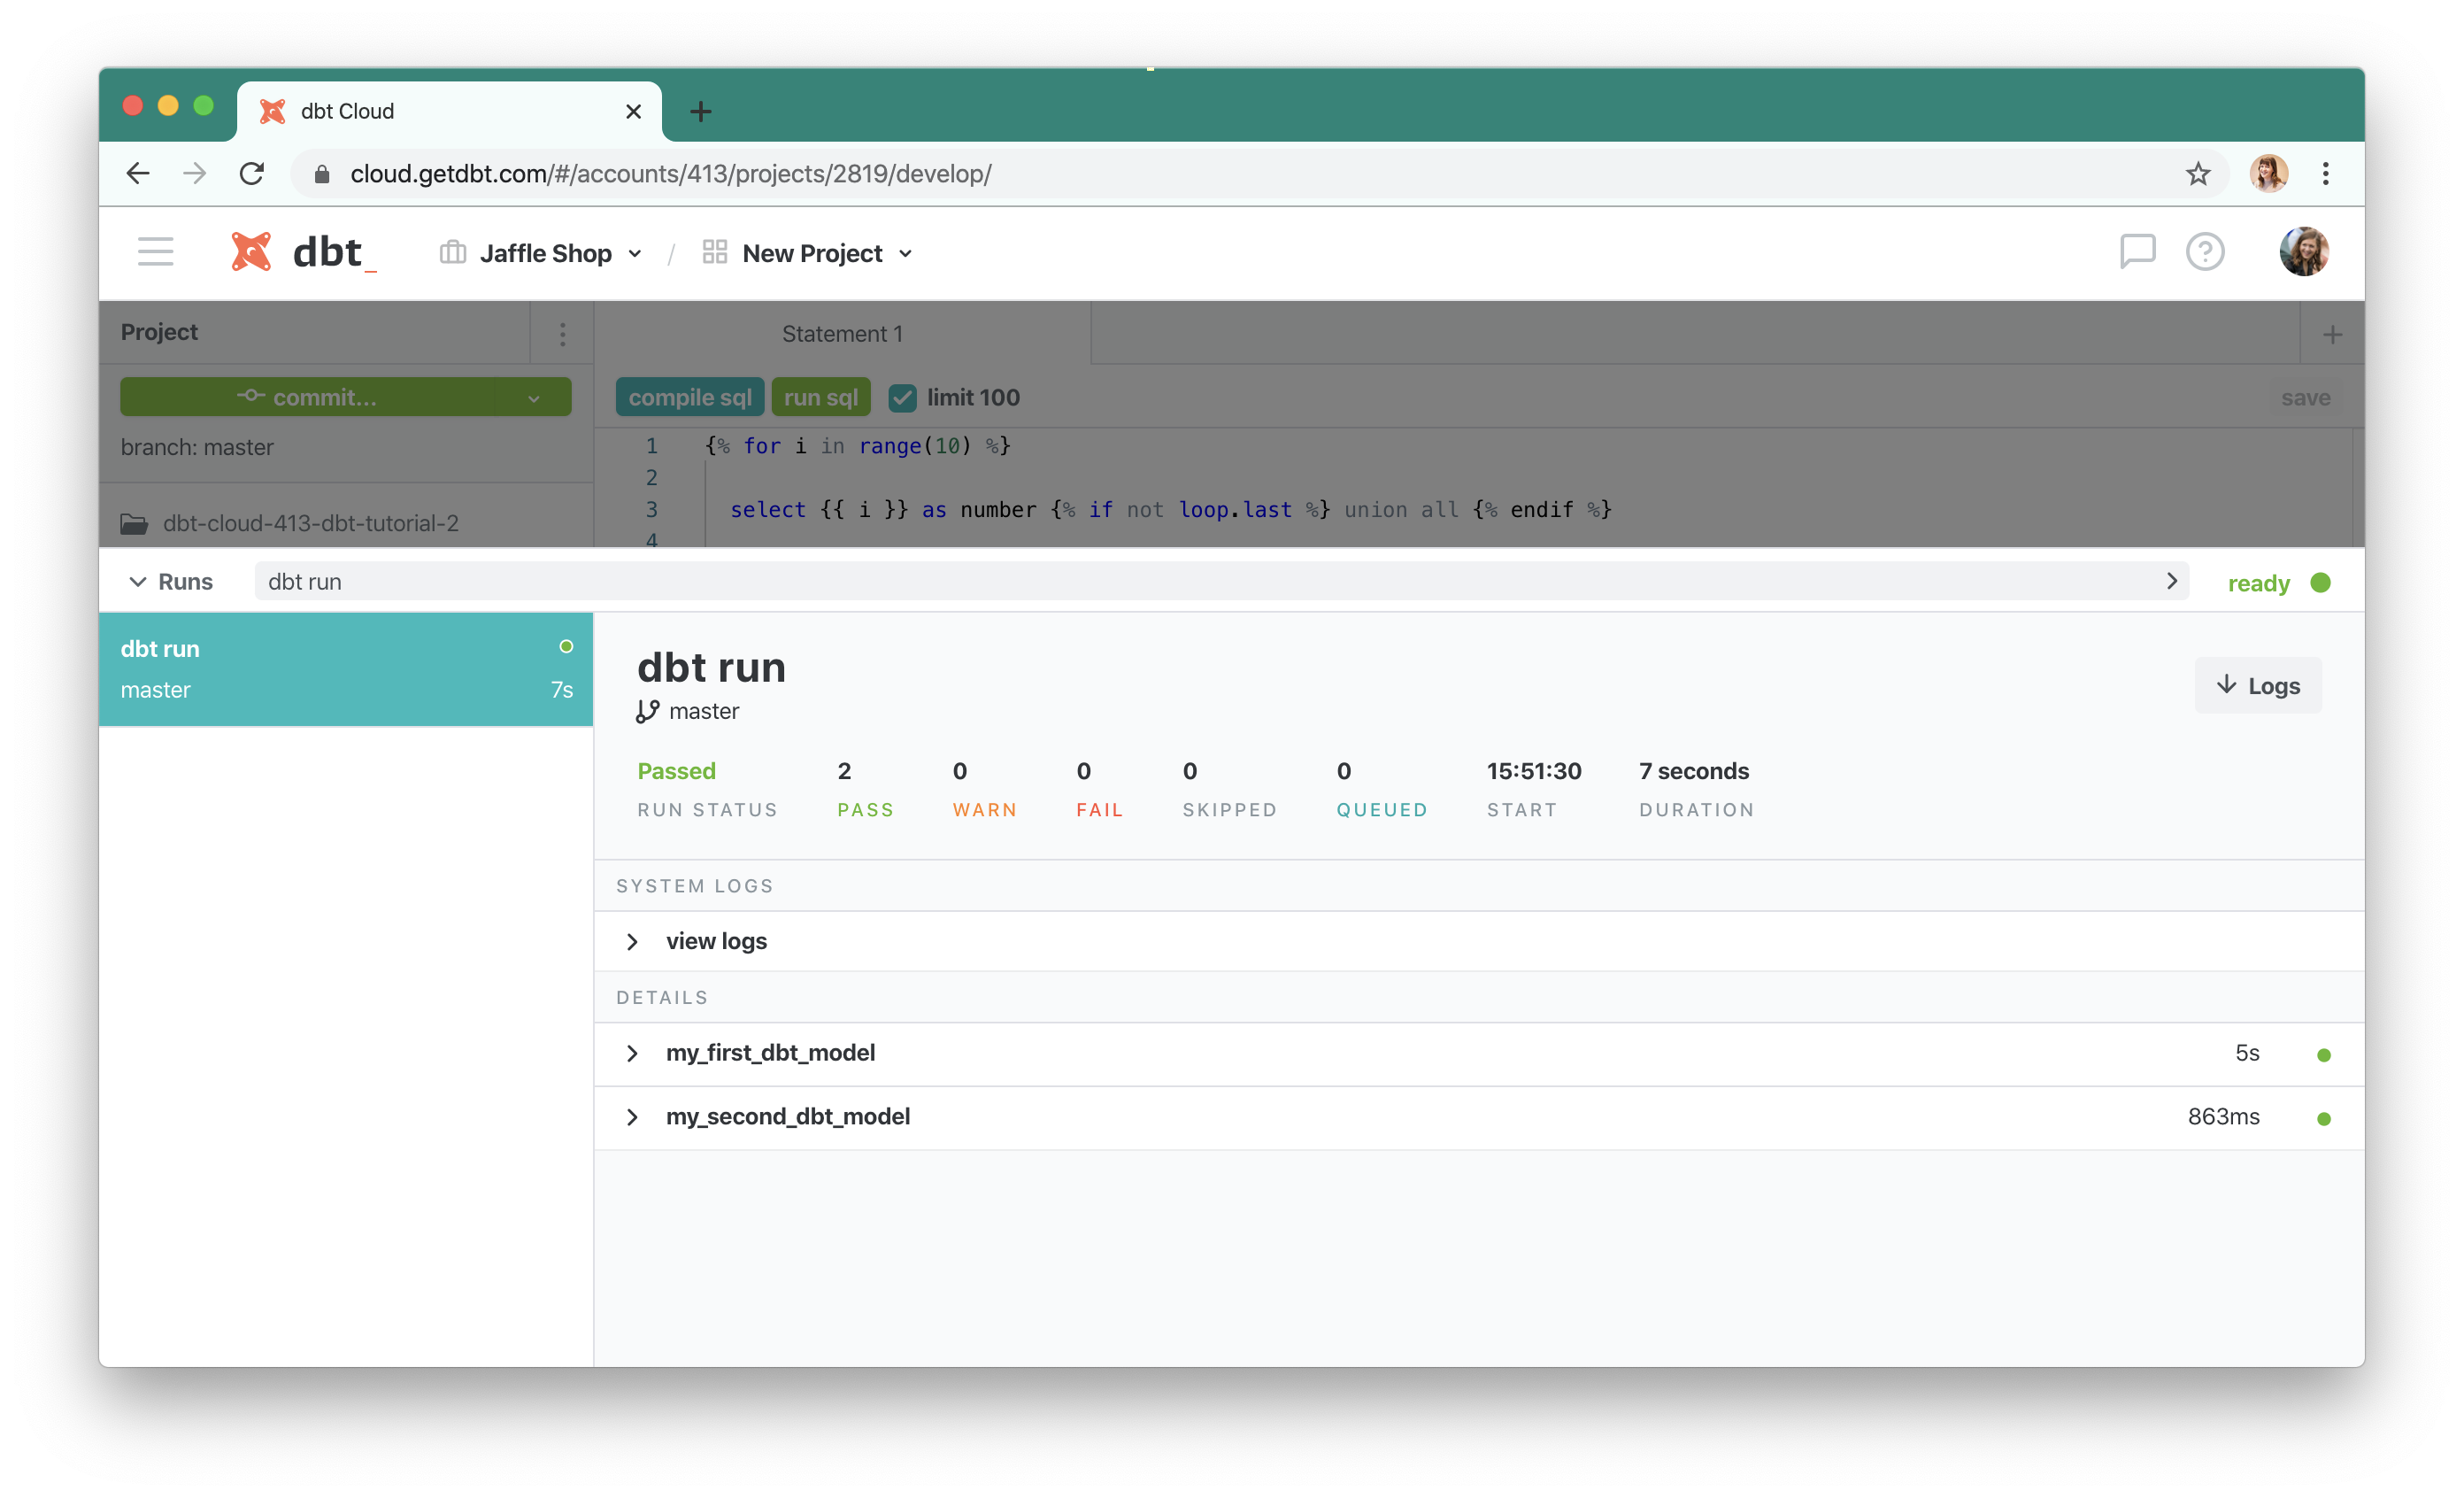 dbt Cloud
cloud.getdbt.com/#/accounts/413/projects/2819/develop/
dbt_ Jaffle Shop / New Project
Project Statement 1
commit... compile sql run sql limit 100 save
branch: master
1 {% for i in range(10) %}
2
3 select {{ i }} as number {% if not loop.last %} union all {% endif %}
dbt-cloud-413-dbt-tutorial-2
4
Runs dbt run ready
dbt run
master 7s
dbt run
master
Logs
Passed 2 0 0 0 0 15:51:30 7 seconds
RUN STATUS PASS WARN FAIL SKIPPED QUEUED START DURATION
SYSTEM LOGS
view logs
DETAILS
my_first_dbt_model 5s
my_second_dbt_model 863ms